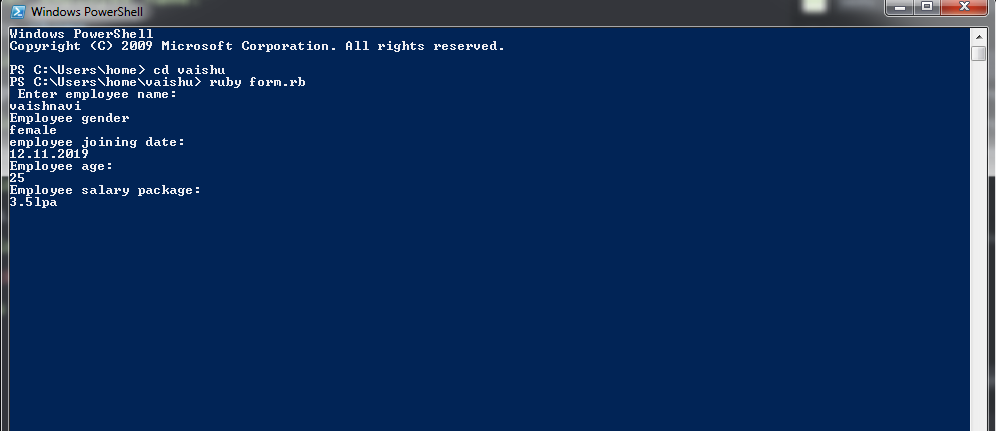 Windows PowerShell
Windows PowerShell
Copyright (C) 2009 Microsoft Corporation. All rights reserved.
PS C:\Users\home> cd vaishu
PS C:\Users\home\vaishu> ruby form.rb
Enter employee name:
vaishnavi
Employee gender
female
employee joining date:
12.11.2019
Employee age:
25
Employee salary package:
3.5lpa